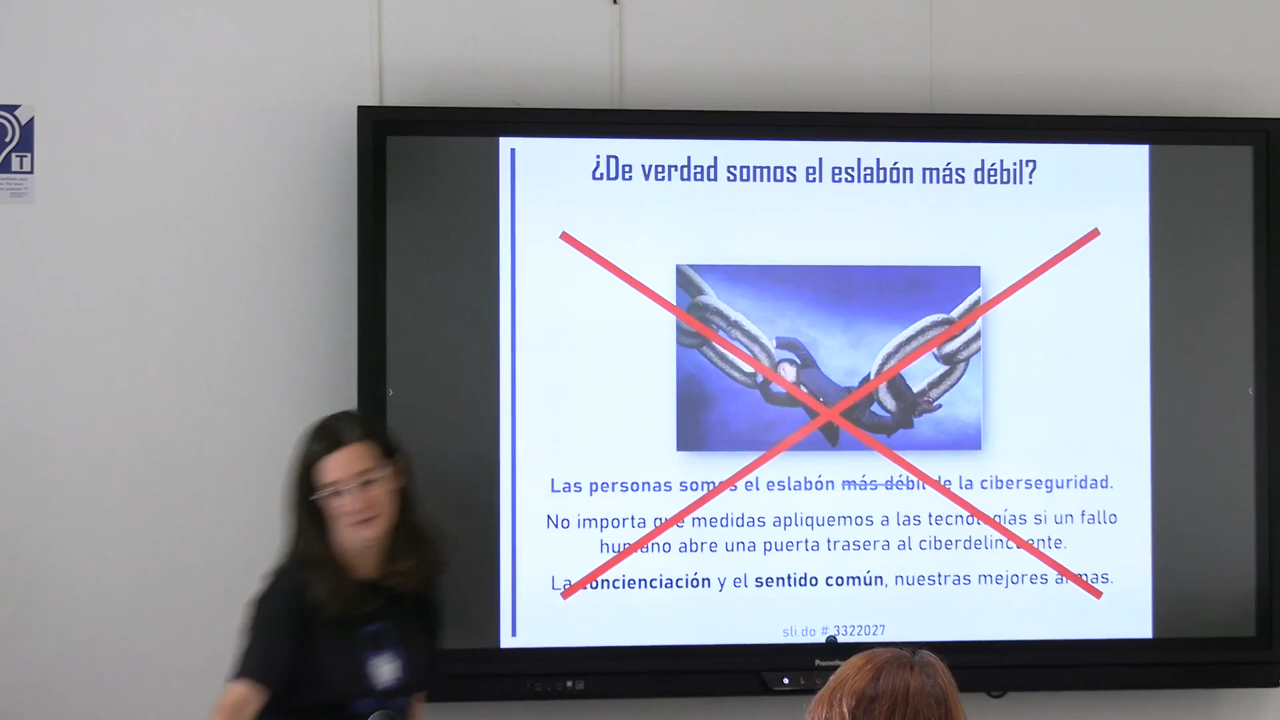 ¿De verdad somos el eslabón más débil?
Las personas somos el eslabón más débil de la ciberseguridad.
No importa que medidas apliquemos a las tecnologías si un fallo
humano abre una puerta trasera al ciberdelincuente.
La concienciación y el sentido común, nuestras mejores armas.
sli.do # 3322027
T